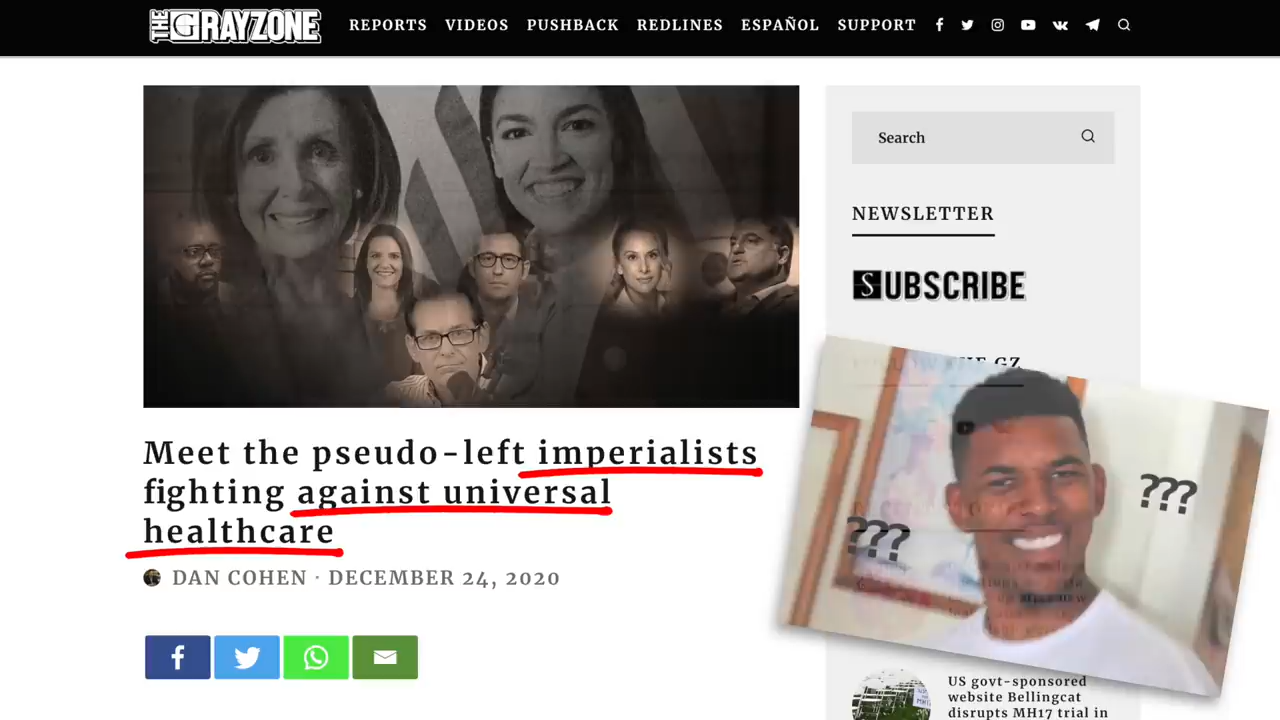 THE GRAYZONE
REPORTS VIDEOS PUSHBACK REDLINES ESPAÑOL SUPPORT
Search
NEWSLETTER
SUBSCRIBE
GZ
???
???
Meet the pseudo-left imperialists
fighting against universal
healthcare
DAN COHEN · DECEMBER 24, 2020
US govt-sponsored
website Bellingcat
disrupts MH17 trial in